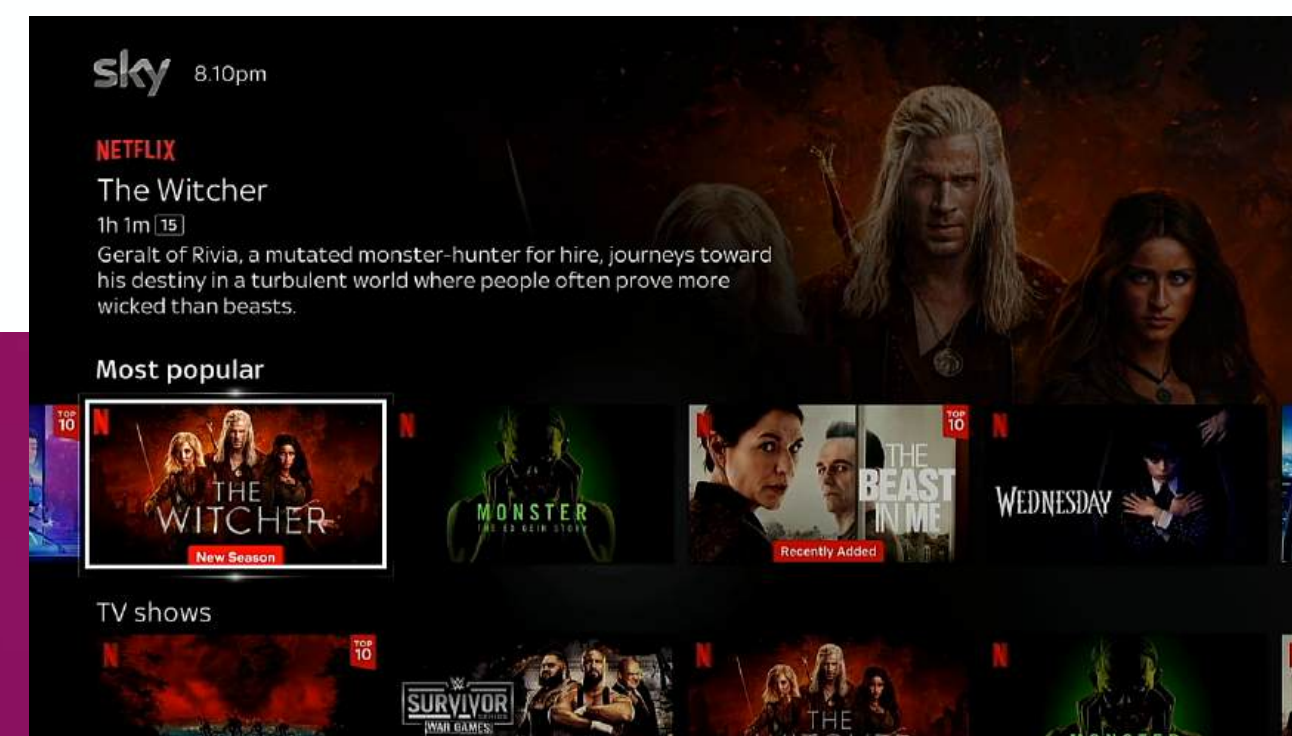 sky 8.10pm
NETFLIX
The Witcher
1h 1m 15
Geralt of Rivia, a mutated monster-hunter for hire, journeys toward
his destiny in a turbulent world where people often prove more
wicked than beasts.
Most popular
TOP
10
N
THE
WITCHER
New Season
N
MONSTER
THE ED GEIN STORY
N
TOP
10
THE
BEAST
IN ME
Recently Added
N
WEDNESDAY
TV shows
N
TOP
10
W
SURVIVOR
SERIES
WAR GAMES
N
THE
WITCHER
N
MONSTER